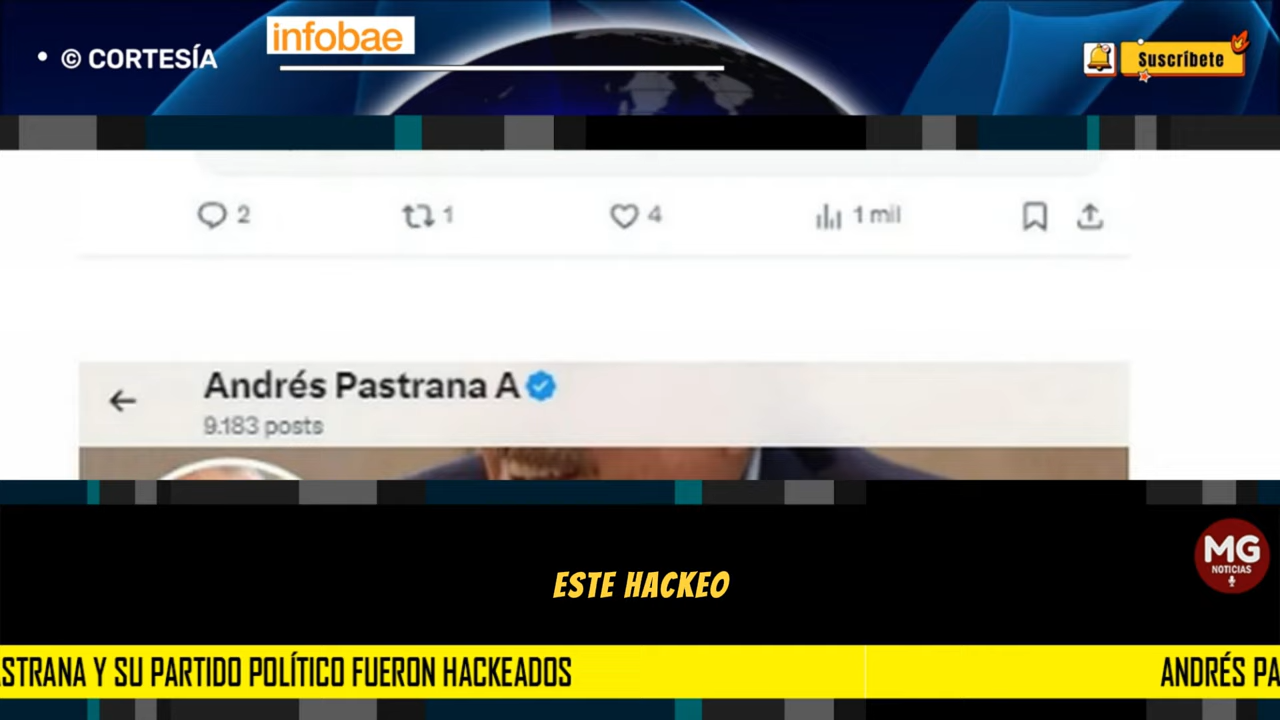 © CORTESÍA
infobae
Suscríbete
2
1
4
1 mil
Andrés Pastrana A
9.183 posts
ESTE HACKEO
MG
NOTICIAS
STRANA Y SU PARTIDO POLÍTICO FUERON HACKEADOS
ANDRÉS PA